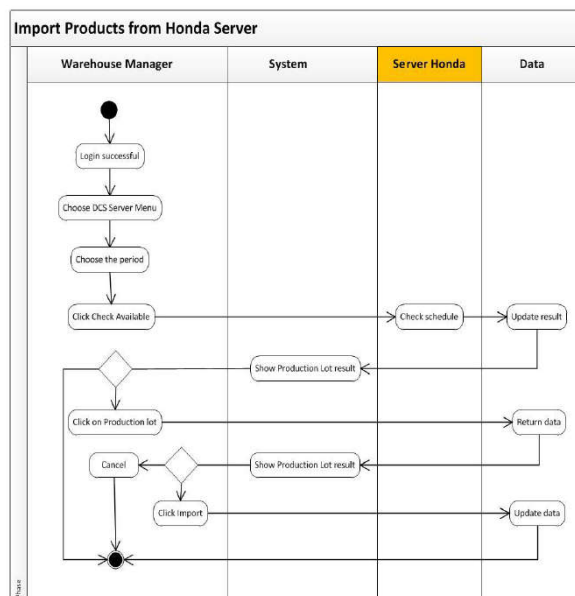 Import Products from Honda Server
Warehouse Manager
System
Server Honda
Data
Login successful
Choose DCS Server Menu
Choose the period
Click Check Available
Check schedule
Update result
Show Production Lot result
Click on Production lot
Return data
Cancel
Show Production Lot result
Click Import
Update data
Phase